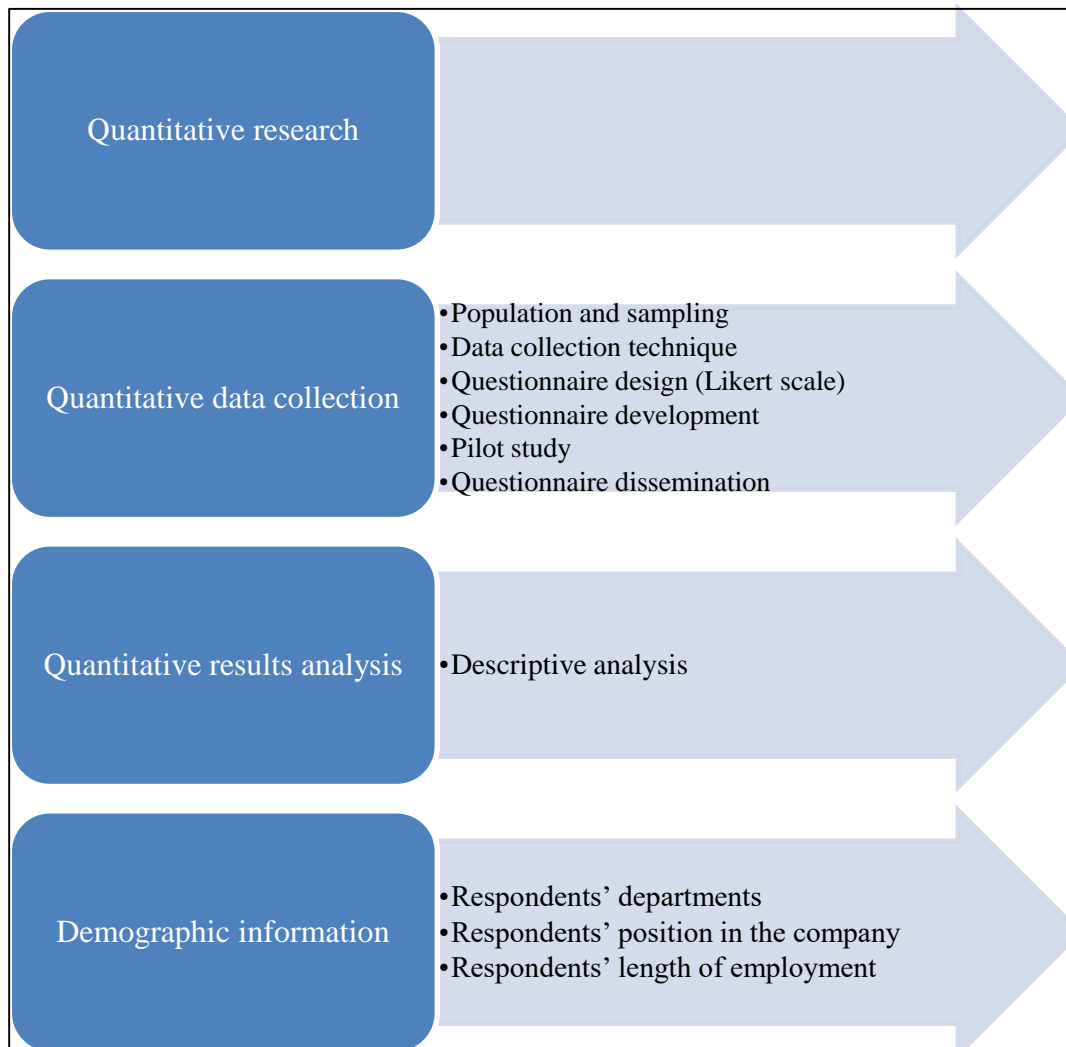 Quantitative research
Quantitative data collection
•Population and sampling
•Data collection technique
•Questionnaire design (Likert scale)
•Questionnaire development
•Pilot study
•Questionnaire dissemination
Quantitative results analysis
•Descriptive analysis
Demographic information
•Respondents’ departments
•Respondents’ position in the company
•Respondents’ length of employment